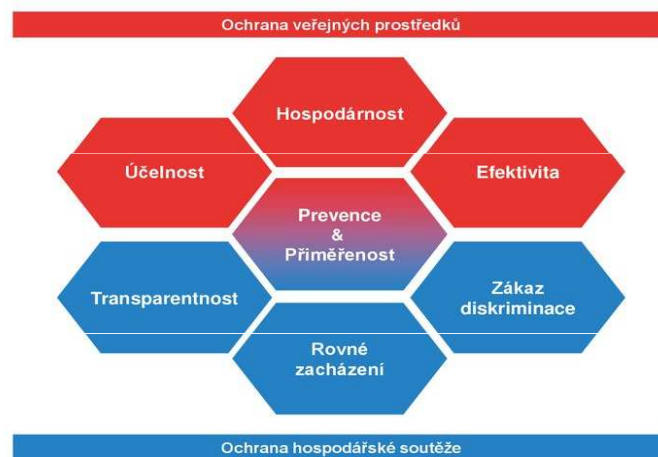 Ochrana veřejných prostředků
Hospodárnost
Účelnost
Efektivita
Prevence
&
Přiměřenost
Transparentnost
Zákaz
diskriminace
Rovné
zacházení
Ochrana hospodářské soutěže